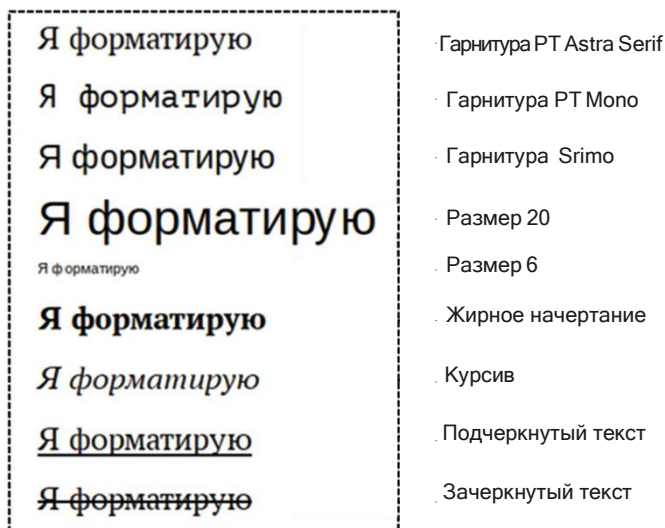 Я форматирую Гарнитура PT Astra Serif
Я форматирую Гарнитура PT Mono
Я форматирую Гарнитура Srimo
Я форматирую Размер 20
Я форматирую Размер 6
Я форматирую Жирное начертание
Я форматирую Курсив
Я форматирую Подчеркнутый текст
Я форматирую Зачеркнутый текст